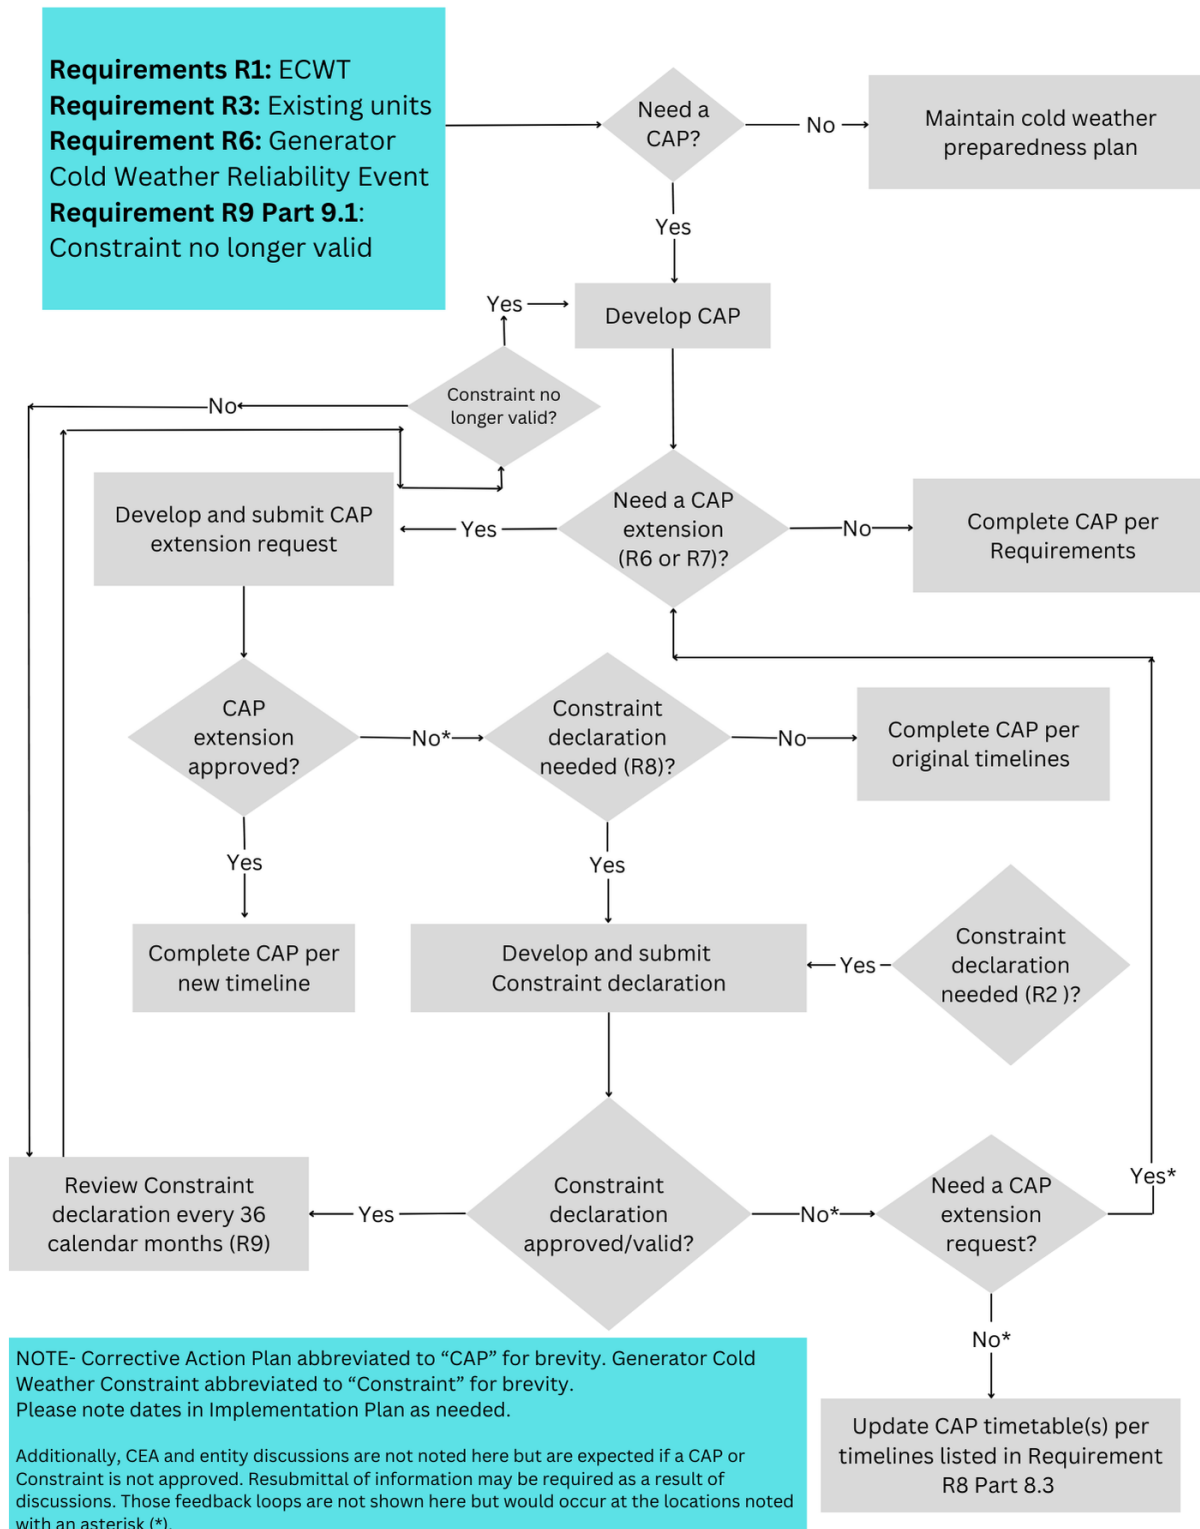 Requirements R1: ECWT
Requirement R3: Existing units
Requirement R6: Generator
Cold Weather Reliability Event
Requirement R9 Part 9.1:
Constraint no longer valid
Need a
CAP?
No
Maintain cold weather
preparedness plan
Yes
Yes
Develop CAP
Constraint no
longer valid?
No
Develop and submit CAP
extension request
Yes
Need a CAP
extension
(R6 or R7)?
No
Complete CAP per
Requirements
CAP
extension
approved?
No*
Constraint
declaration
needed (R8)?
No
Complete CAP per
original timelines
Yes
Yes
Complete CAP per
new timeline
Develop and submit
Constraint declaration
Yes
Constraint
declaration
needed (R2 )?
Review Constraint
declaration every 36
calendar months (R9)
Yes
Constraint
declaration
approved/valid?
No*
Need a CAP
extension
request?
Yes*
No*
Update CAP timetable(s) per
timelines listed in Requirement
R8 Part 8.3
NOTE- Corrective Action Plan abbreviated to “CAP” for brevity. Generator Cold
Weather Constraint abbreviated to “Constraint” for brevity.
Please note dates in Implementation Plan as needed.
Additionally, CEA and entity discussions are not noted here but are expected if a CAP or
Constraint is not approved. Resubmittal of information may be required as a result of
discussions. Those feedback loops are not shown here but would occur at the locations noted
with an asterisk (*).